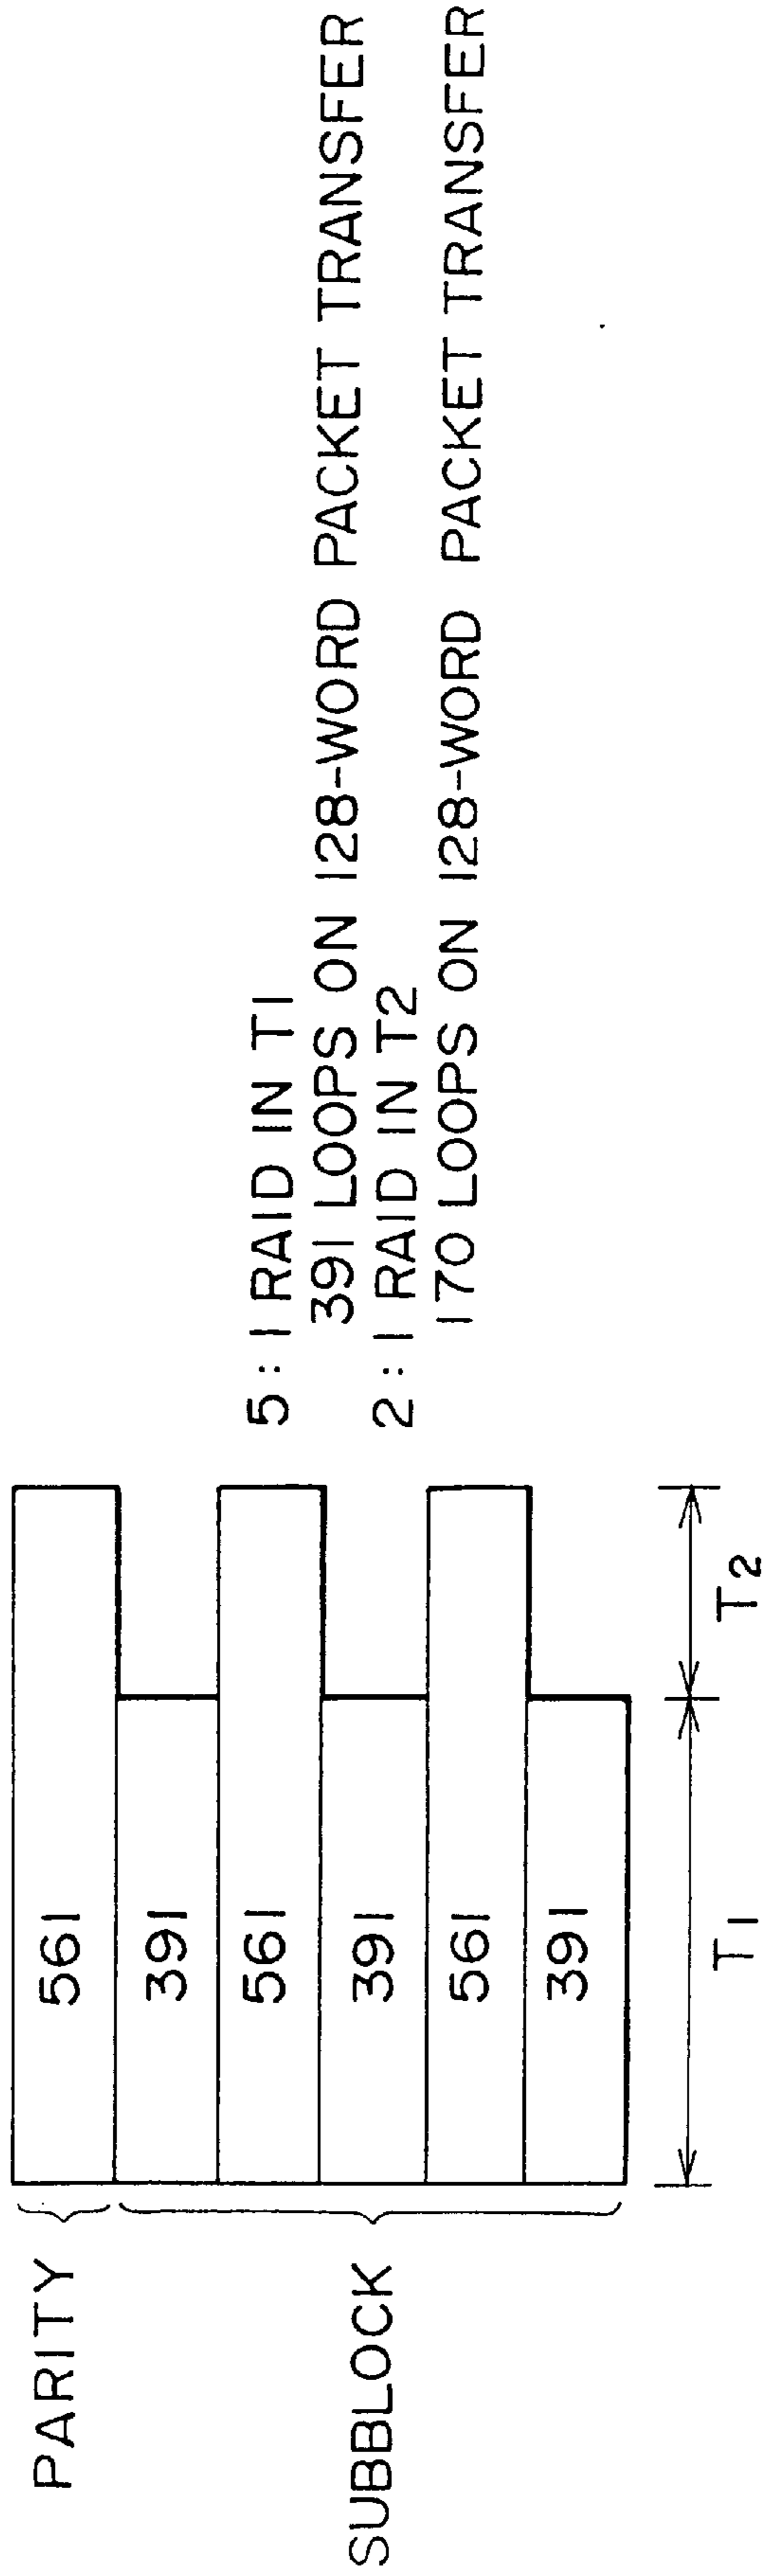 PARITY
SUBBLOCK
561
391
561
391
561
391
T1
T2
5 : 1 RAID IN T1
391 LOOPS ON 128-WORD PACKET TRANSFER
2 : 1 RAID IN T2
170 LOOPS ON 128-WORD PACKET TRANSFER